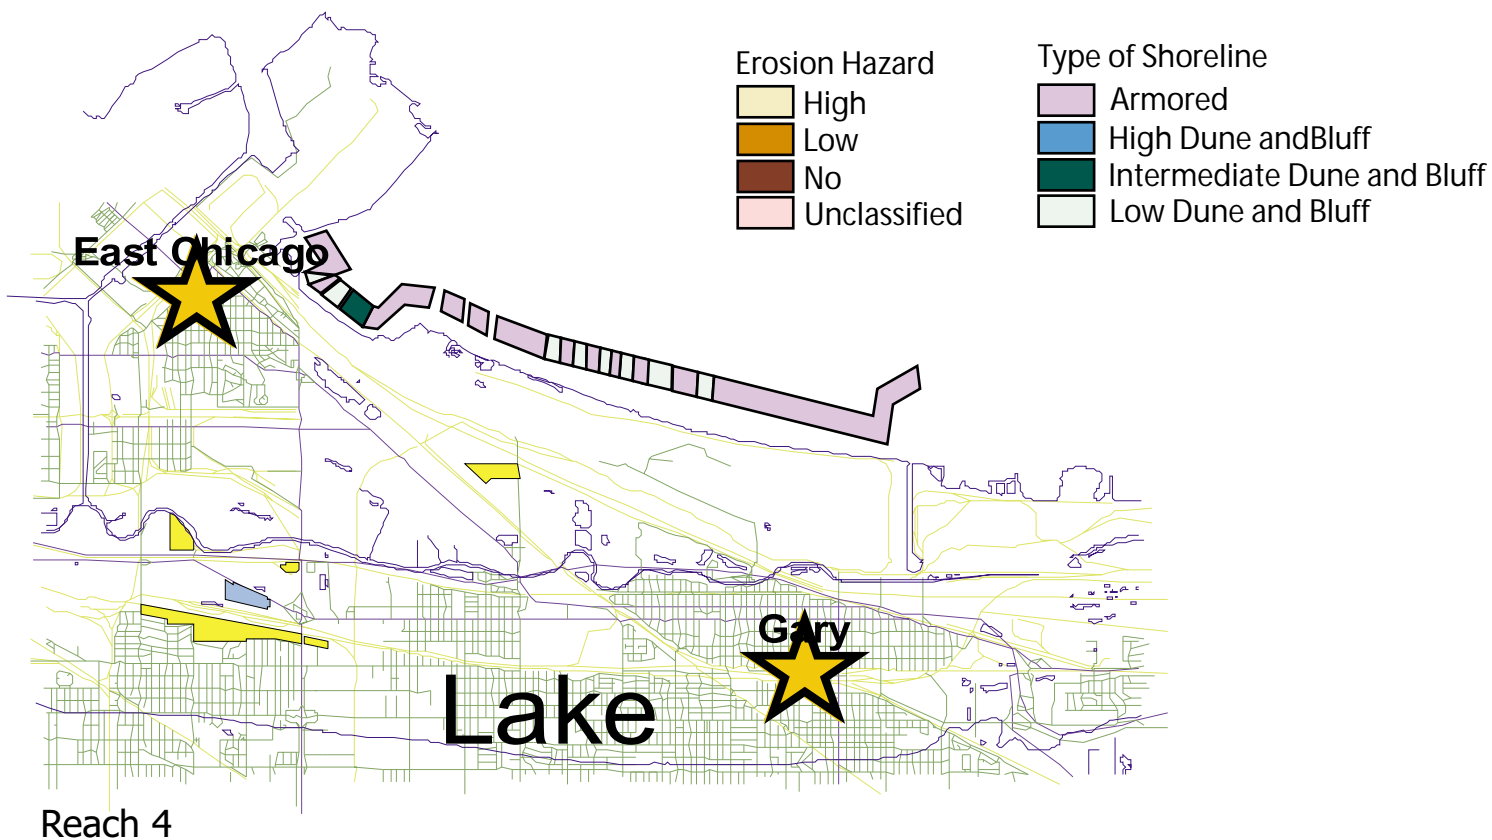 Erosion Hazard
High
Low
No
Unclassified
Type of Shoreline
Armored
High Dune andBluff
Intermediate Dune and Bluff
Low Dune and Bluff
East Chicago
Gary
Lake
Reach 4